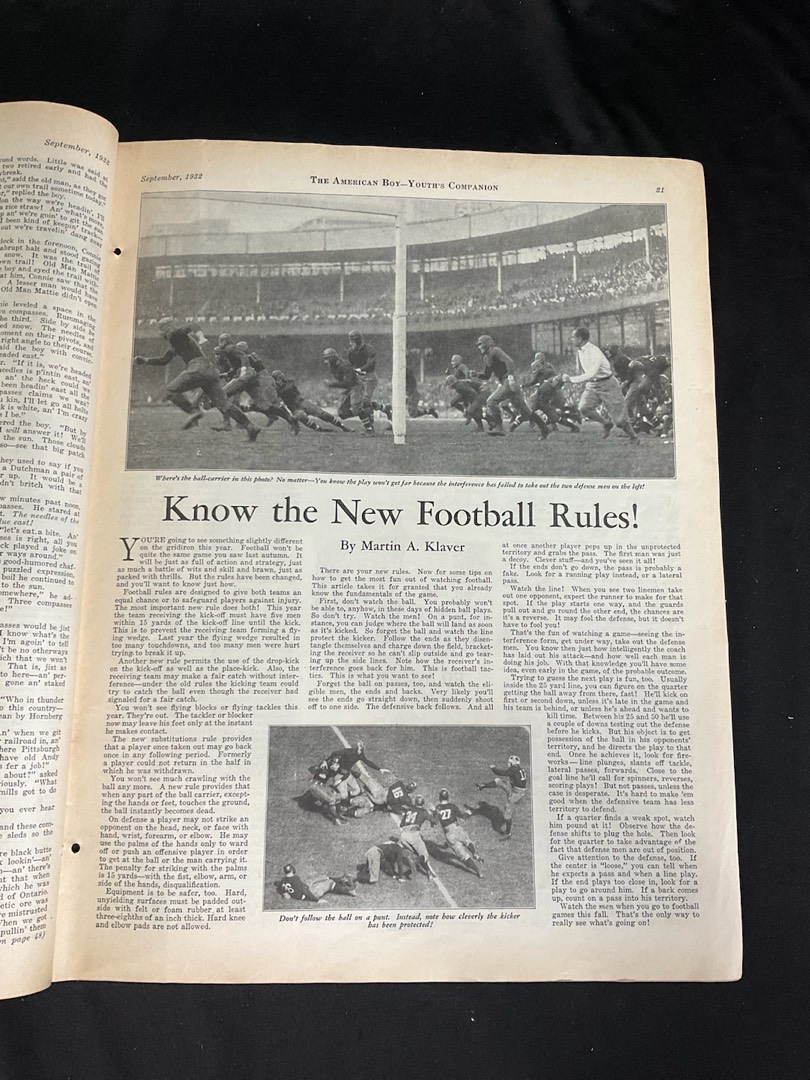 September, 1932
round words. Little was said at
two retired early and had the
September, 1932
THE AMERICAN BOY—YOUTH'S COMPANION
21
Where's the ball-carrier in this photo? No matter—You know the play won't get far because the interference has failed to take out the two defense men on the left!
Know the New Football Rules!
By Martin A. Klaver
YOU'RE going to see something slightly different
on the gridiron this year. Football won't be
quite the same game you saw last autumn. It
will be just as full of action and strategy, just
as much a battle of wits and skill and brawn, just as
packed with thrills. But the rules have been changed,
and you'll want to know just how.
Football rules are designed to give both teams an
equal chance or to safeguard players against injury.
The most important new rule does both! This year
the team receiving the kick-off must have five men
within 15 yards of the kick-off line until the kick.
This is to prevent the receiving team forming a fly-
ing wedge. Last year the flying wedge resulted in
too many touchdowns, and too many men were hurt
trying to break it up.
Another new rule permits the use of the drop-kick
on the kick-off as well as the place-kick. Also, the
receiving team may make a fair catch without inter-
ference—under the old rules the kicking team could
try to catch the ball even though the receiver had
signaled for a fair catch.
You won't see flying blocks or flying tackles this
year. They're out. The tackler or blocker
now may leave his feet only at the instant
he makes contact.
The new substitutions rule provides
that a player once taken out may go back
once in any following period. Formerly
a player could not return in the half in
which he was withdrawn.
You won't see much crawling with the
ball any more. A new rule provides that
when any part of the ball carrier, except-
ing the hands or feet, touches the ground,
the ball instantly becomes dead.
On defense a player may not strike an
opponent on the head, neck, or face with
hand, wrist, forearm, or elbow. He may
use the palms of the hands only to ward
off or push an offensive player in order
to get at the ball or the man carrying it.
The penalty for striking with the palms
is 15 yards—with the fist, elbow, arm, or
side of the hands, disqualification.
Equipment is to be safer, too. Hard,
unyielding surfaces must be padded out-
side with felt or foam rubber at least
three-eighths of an inch thick. Hard knee
and elbow pads are not allowed.
There are your new rules. Now for some tips on
how to get the most fun out of watching football.
This article takes it for granted that you already
know the fundamentals of the game.
First, don't watch the ball. You probably won't
be able to, anyhow, in these days of hidden ball plays.
So don't try. Watch the men! On a punt, for in-
stance, you can judge where the ball will land as soon
as it's kicked. So forget the ball and watch the line
protect the kicker. Follow the ends as they disen-
tangle themselves and charge down the field, bracket-
ing the receiver so he can't slip outside and go tear-
ing up the side lines. Note how the receiver's in-
terference goes back for him. This is football tac-
tics. This is what you want to see!
Forget the ball on passes, too, and watch the eli-
gible men, the ends and backs. Very likely you'll
see the ends go straight down, then suddenly shoot
off to one side. The defensive back follows. And all
at once another player pops up in the unprotected
territory and grabs the pass. The first man was just
a decoy. Clever stuff—and you've seen it all!
If the ends don't go down, the pass is probably a
fake. Look for a running play instead, or a lateral
pass.
Watch the line! When you see two linemen take
out one opponent, expect the runner to make for that
spot. If the play starts one way, and the guards
pull out and go round the other end, the chances are
it's a reverse. It may fool the defense, but it doesn't
have to fool you!
That's the fun of watching a game—seeing the in-
terference form, get under way, take out the defense
men. You know then just how intelligently the coach
has laid out his attack—and how well each man is
doing his job. With that knowledge you'll have some
idea, even early in the game, of the probable outcome.
Trying to guess the next play is fun, too. Usually
inside the 25 yard line, you can figure on the quarter
getting the ball away from there, fast! He'll kick on
first or second down, unless it's late in the game and
his team is behind, or unless he's ahead and wants to
kill time. Between his 25 and 50 he'll use
a couple of downs testing out the defense
before he kicks. But his object is to get
possession of the ball in his opponents'
territory, and he directs the play to that
end. Once he achieves it, look for fire-
works—line plunges, slants off tackle,
lateral passes, forwards. Close to the
goal line he'll call for spinners, reverses,
scoring plays! But not passes, unless the
case is desperate. It's hard to make 'em
good when the defensive team has less
territory to defend.
If a quarter finds a weak spot, watch
him pound at it! Observe how the de-
fense shifts to plug the hole. Then look
for the quarter to take advantage of the
fact that defense men are out of position.
Give attention to the defense, too. If
the center is "loose," you can tell when
he expects a pass and when a line play.
If the end plays too close in, look for a
play to go around him. If a back comes
up, count on a pass into his territory.
Watch the men when you go to football
games this fall. That's the only way to
really see what's going on!
Don't follow the ball on a punt. Instead, note how cleverly the kicker
has been protected!